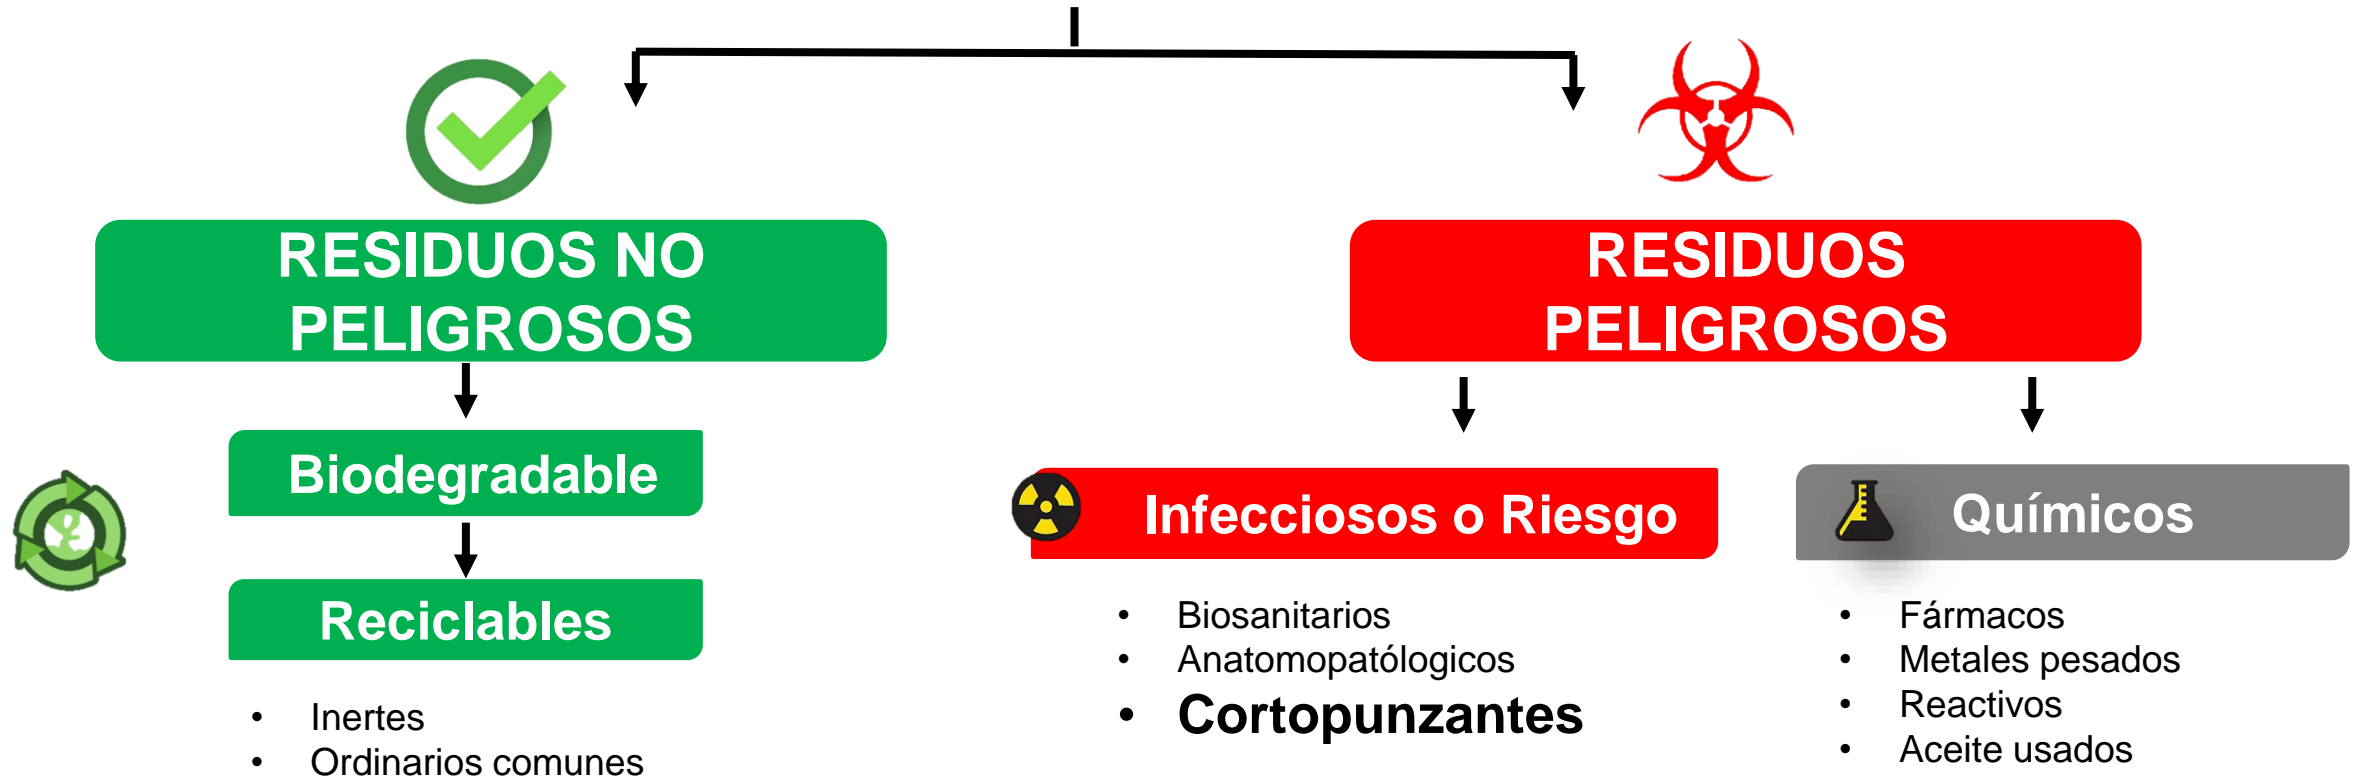 RESIDUOS NO
PELIGROSOS
Biodegradable
Reciclables
• Inertes
• Ordinarios comunes
RESIDUOS
PELIGROSOS
Infecciosos o Riesgo
• Biosanitarios
• Anatomopatólogicos
• Cortopunzantes
Químicos
• Fármacos
• Metales pesados
• Reactivos
• Aceite usados